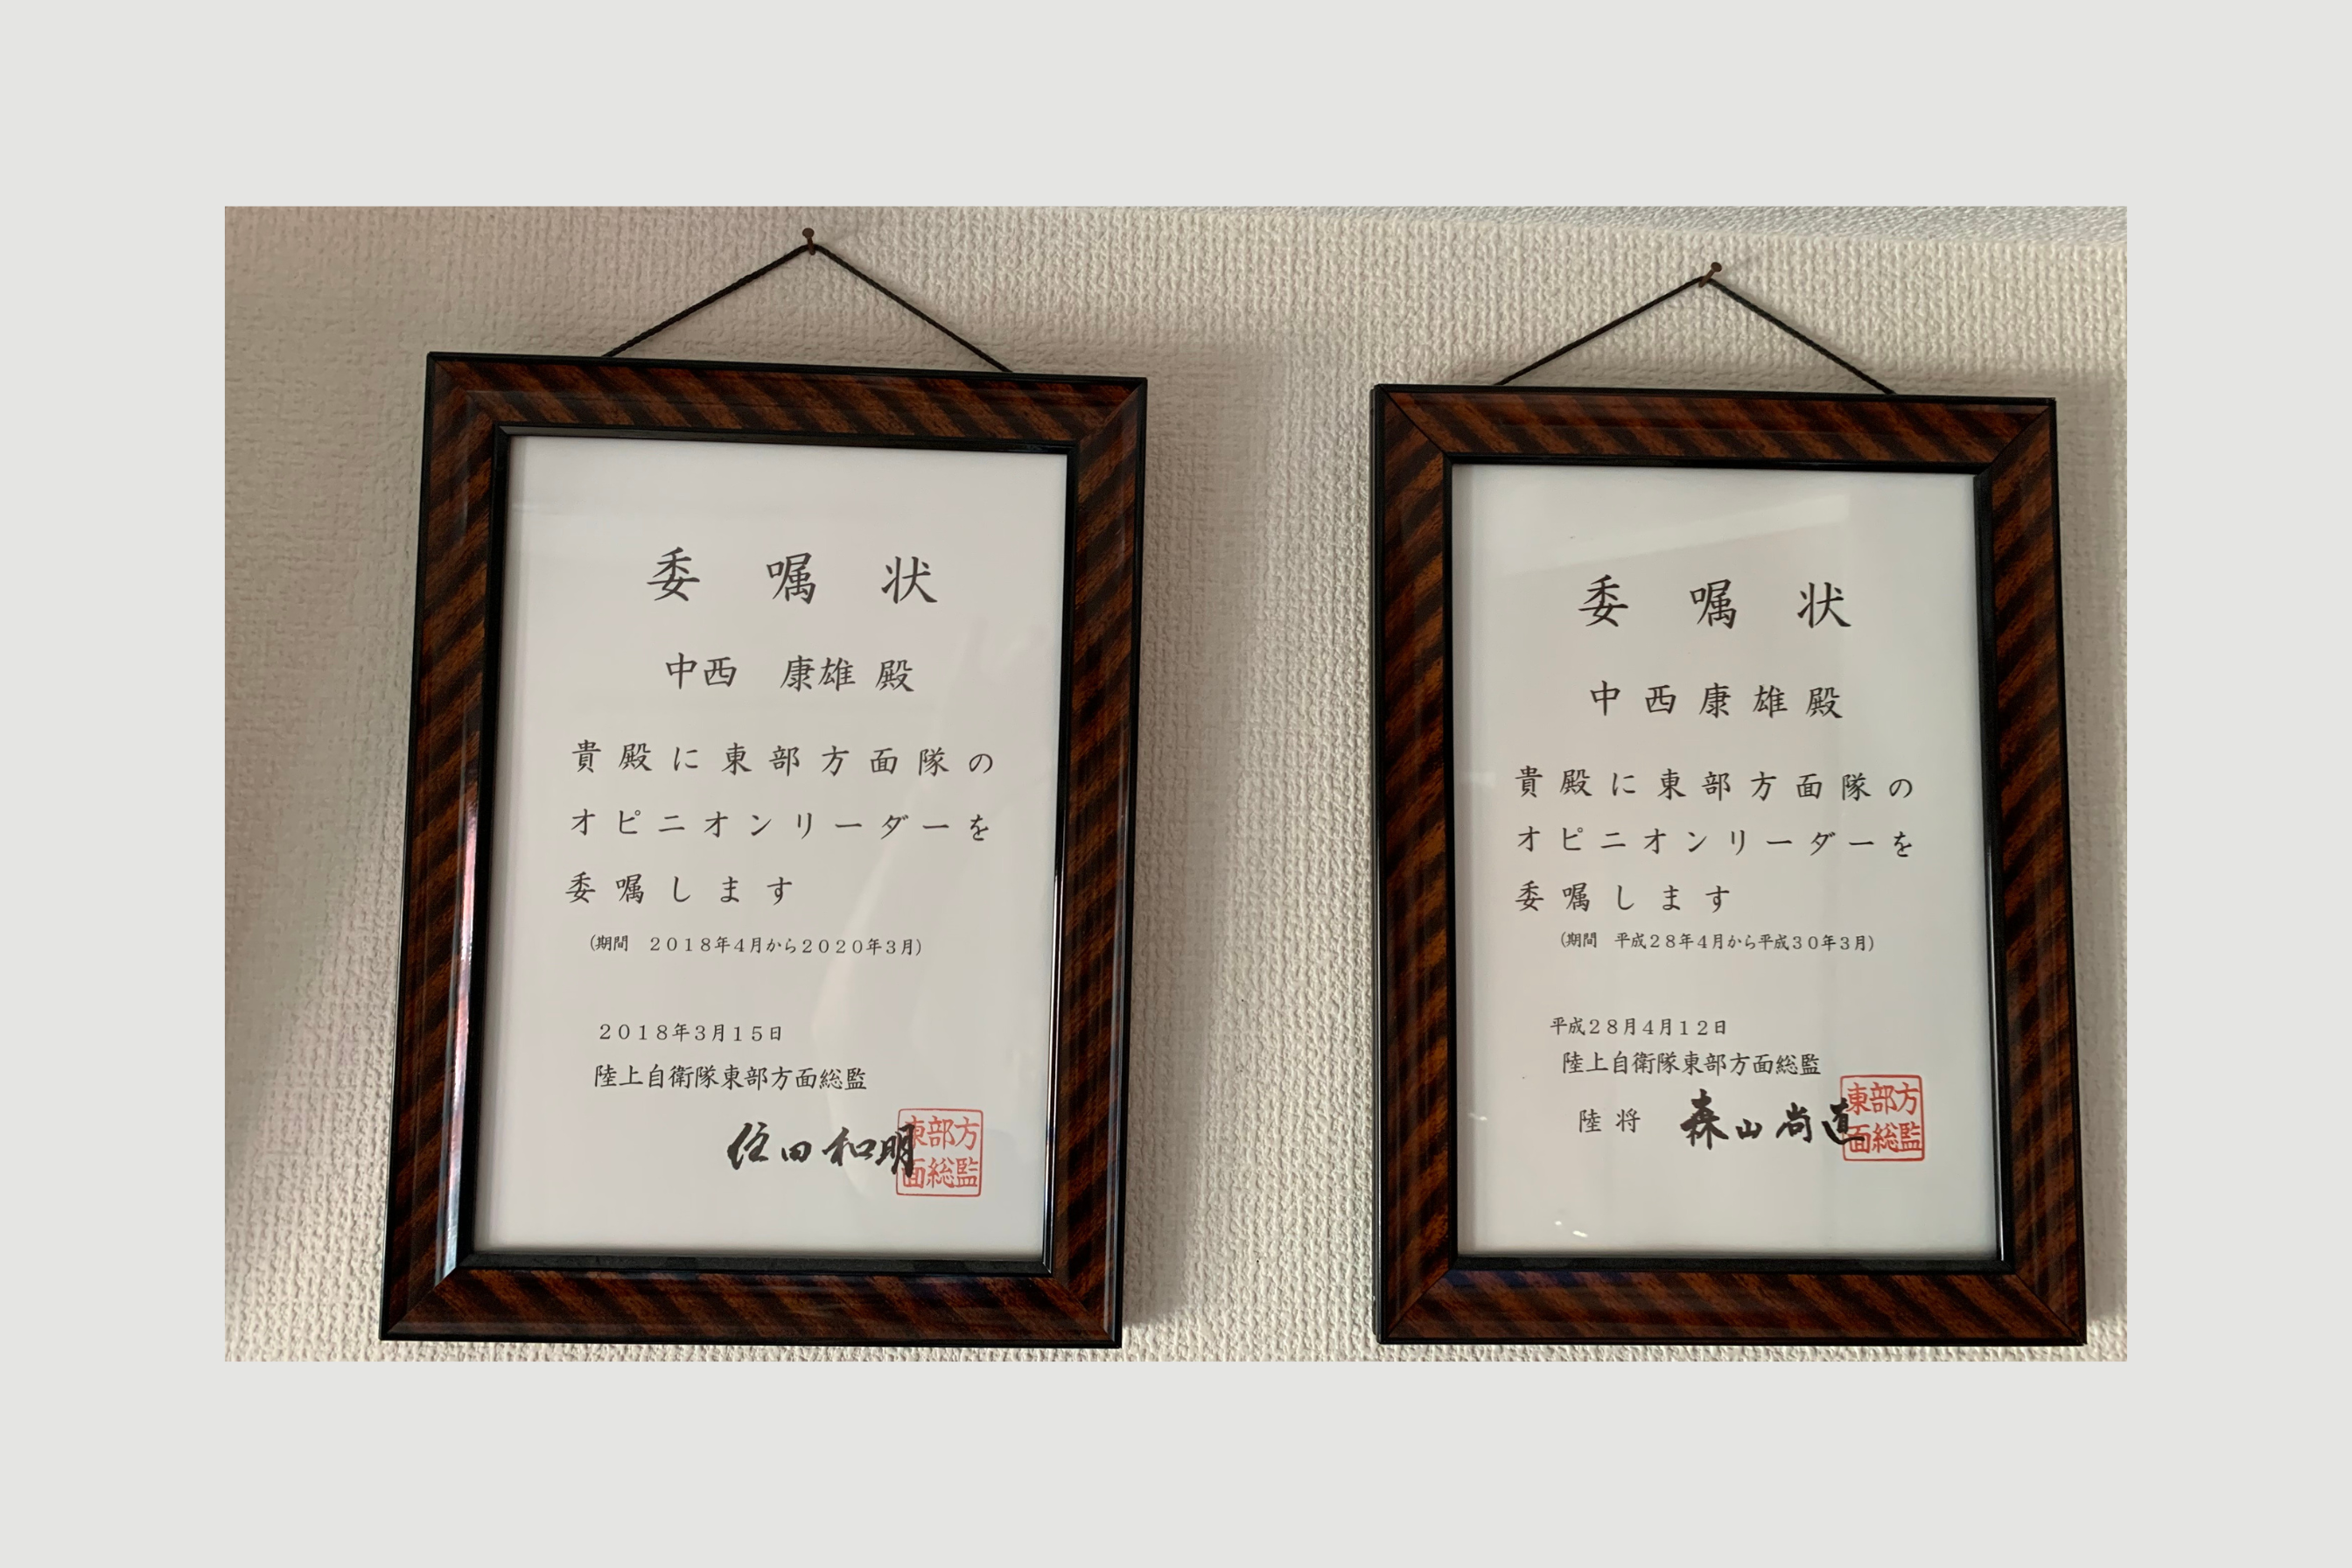 委嘱状
中西 康雄 殿
貴殿に東部方面隊の
オピニオンリーダーを
委嘱します
(期間 2018年4月から2020年3月)
2018年3月15日
陸上自衛隊東部方面総監
住田和明
東部方
面総監
委嘱状
中西康雄殿
貴殿に東部方面隊の
オピニオンリーダーを
委嘱します
(期間 平成28年4月から平成30年3月)
平成28月4月12日
陸上自衛隊東部方面総監
陸将 森山尚直
東部方
面総監